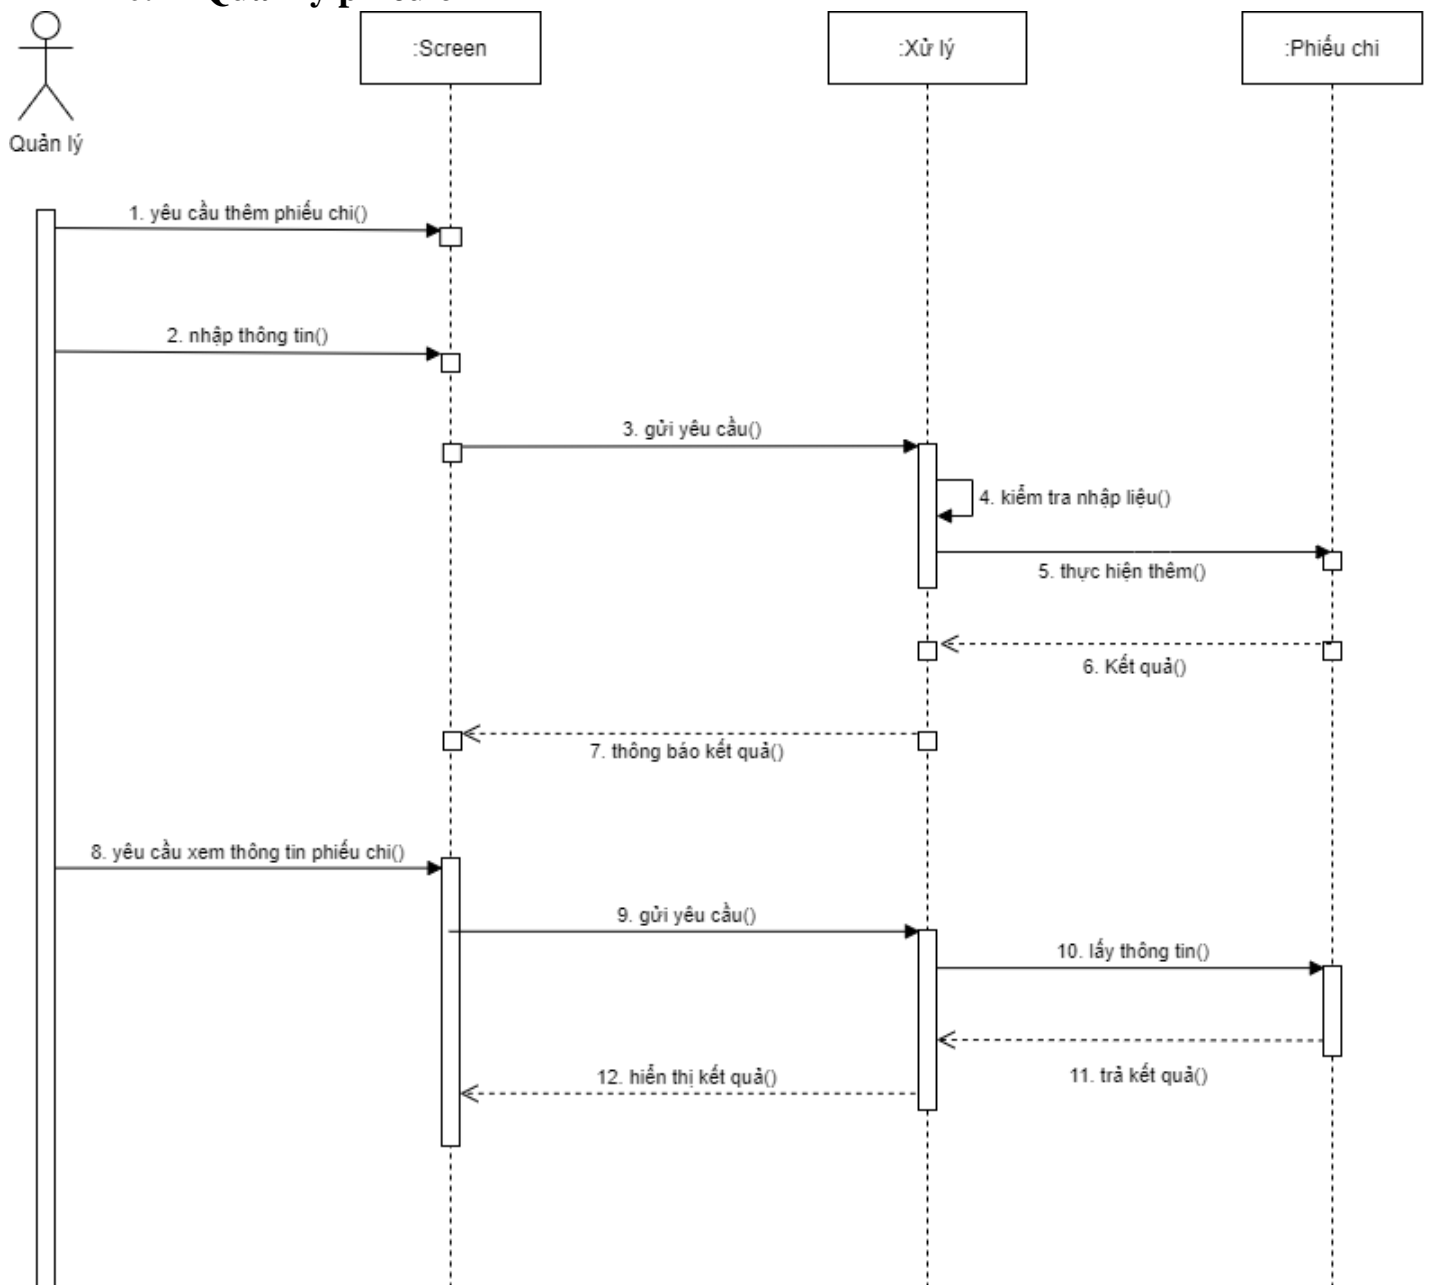 :Screen
:Xử lý
:Phiếu chi
Quản lý
1. yêu cầu thêm phiếu chi()
2. nhập thông tin()
3. gửi yêu cầu()
4. kiểm tra nhập liệu()
5. thực hiện thêm()
6. Kết quả()
7. thông báo kết quả()
8. yêu cầu xem thông tin phiếu chi()
9. gửi yêu cầu()
10. lấy thông tin()
11. trả kết quả()
12. hiển thị kết quả()